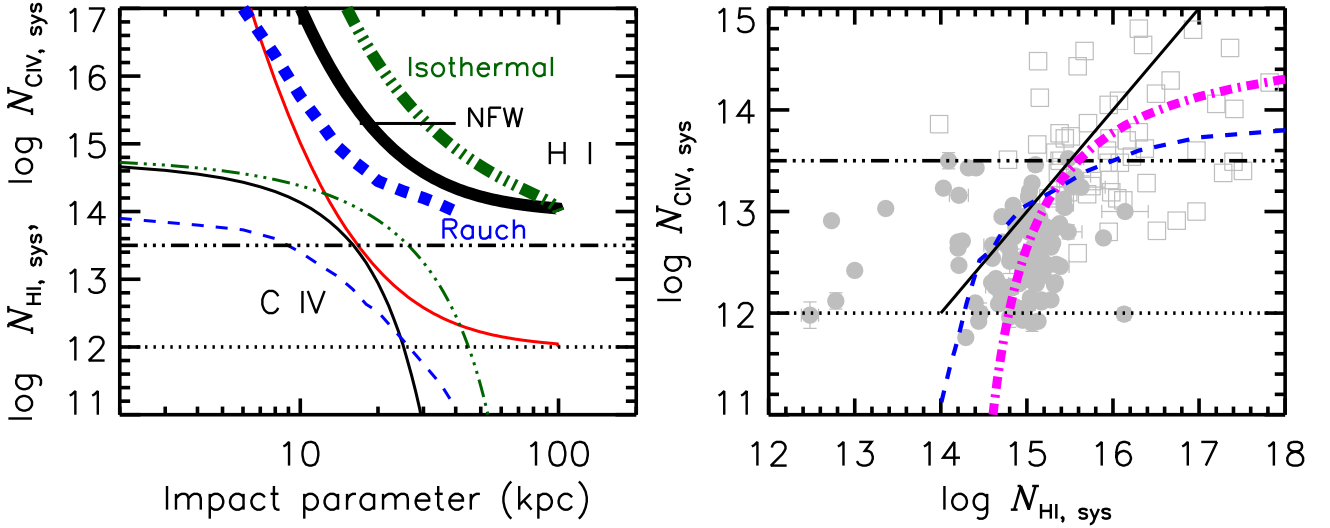 log N_HI, sys, log N_CIV, sys
17
16
15
14
13
12
11
Isothermal
NFW
H I
Rauch
C IV
10 100
Impact parameter (kpc)
log N_CIV, sys
15
14
13
12
11
12 13 14 15 16 17 18
log N_HI, sys